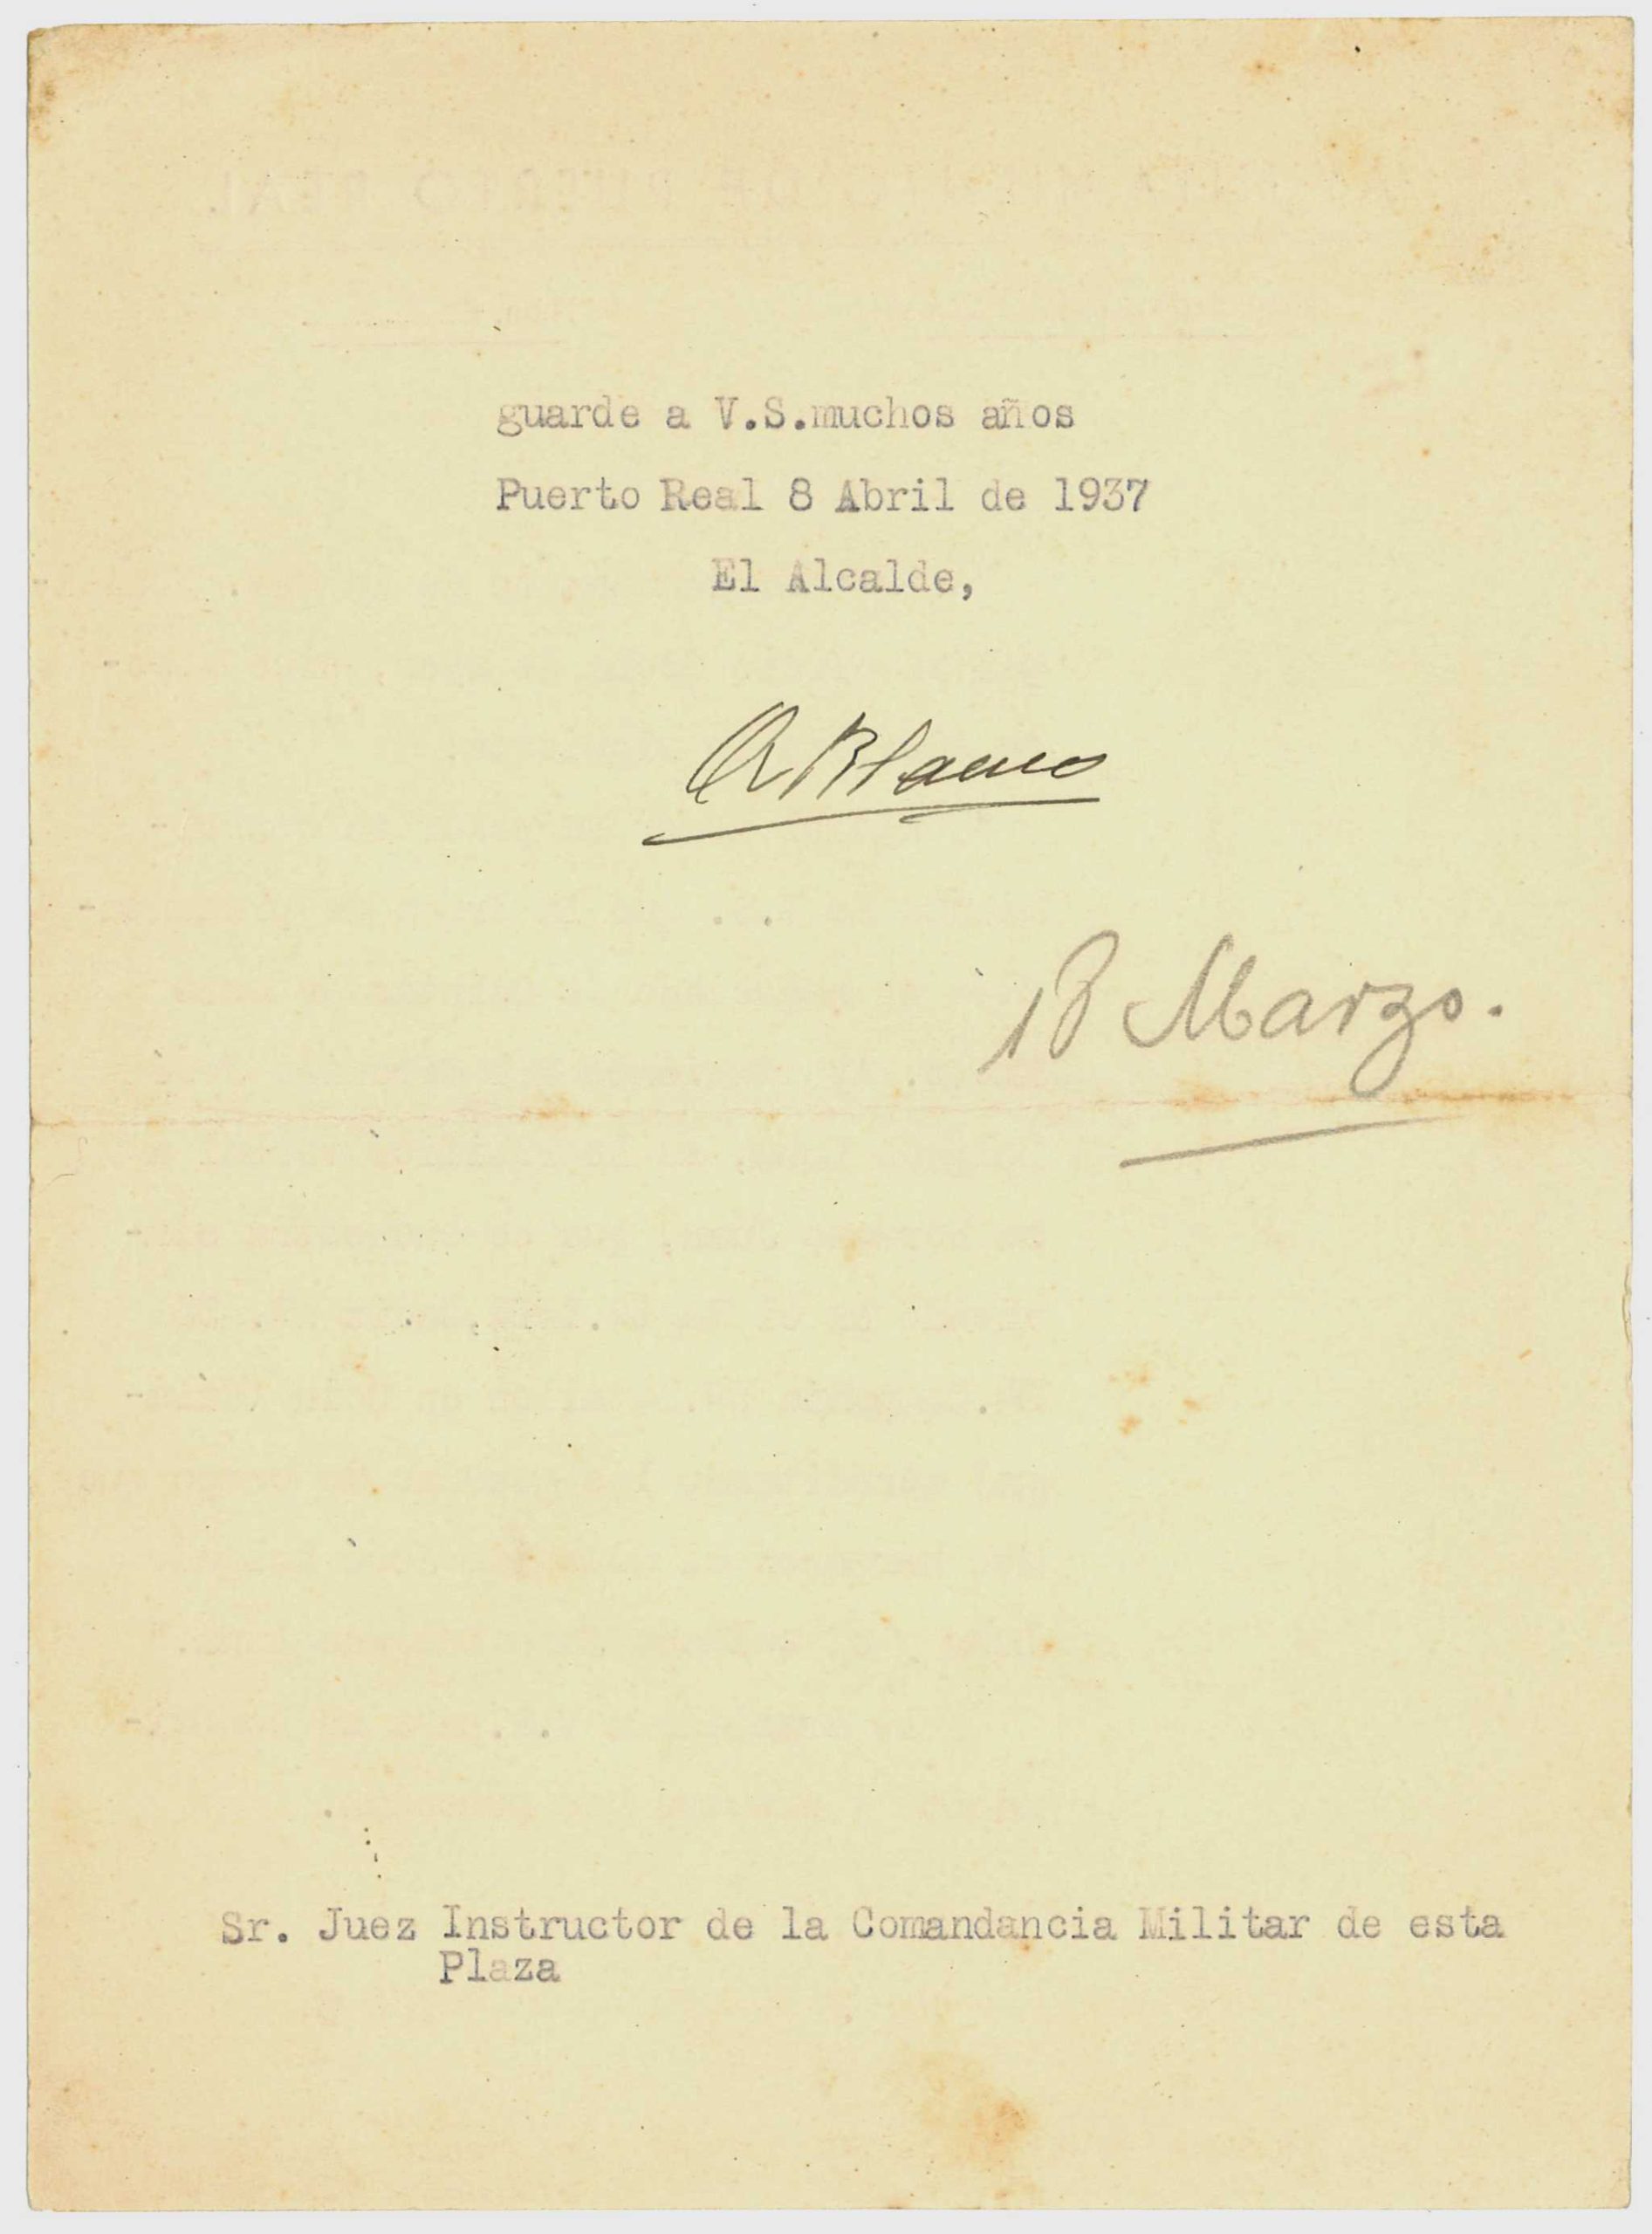 guarde a V.S.muchos años
Puerto Real 8 Abril de 1937
El Alcalde,
Blanco
18 Marzo.
Sr. Juez Instructor de la Comandancia Militar de esta
Plaza